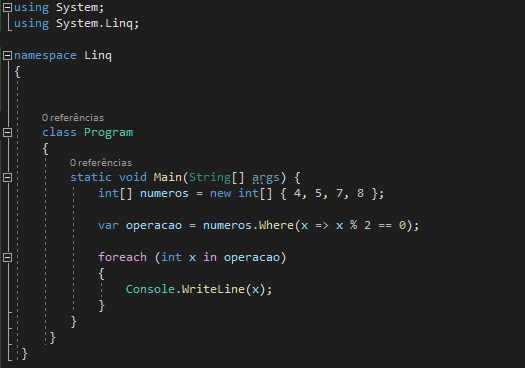 using System;
using System.Linq;
namespace Linq
{
0 referências
class Program
{
0 referências
static void Main(String[] args) {
int[] numeros = new int[] { 4, 5, 7, 8 };
var operacao = numeros.Where(x => x % 2 == 0);
foreach (int x in operacao)
{
Console.WriteLine(x);
}
}
}
}